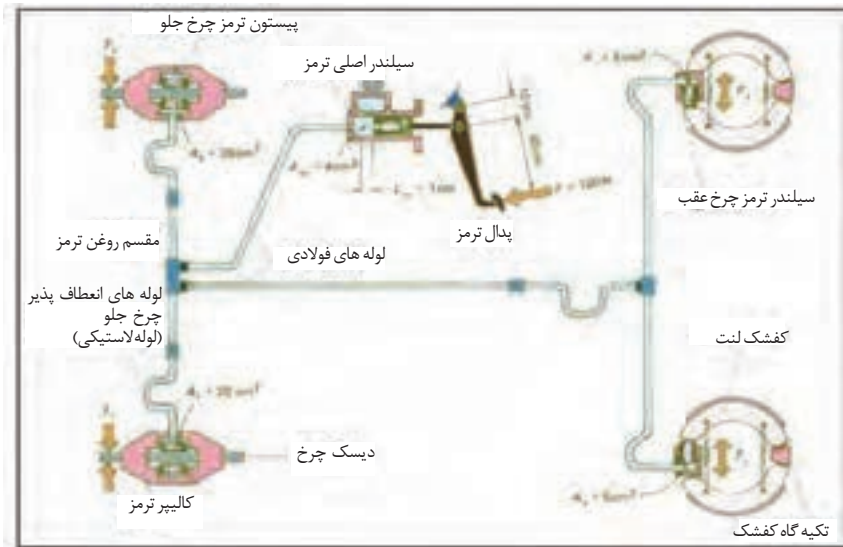 پیستون ترمز چرخ جلو
سیلندر اصلی ترمز
سیلندر ترمز چرخ عقب
پدال ترمز
مقسم روغن ترمز
لوله های فولادی
لوله های انعطاف پذیر
چرخ جلو
(لوله لاستیکی)
کفشک لنت
دیسک چرخ
کالیپر ترمز
تکیه گاه کفشک